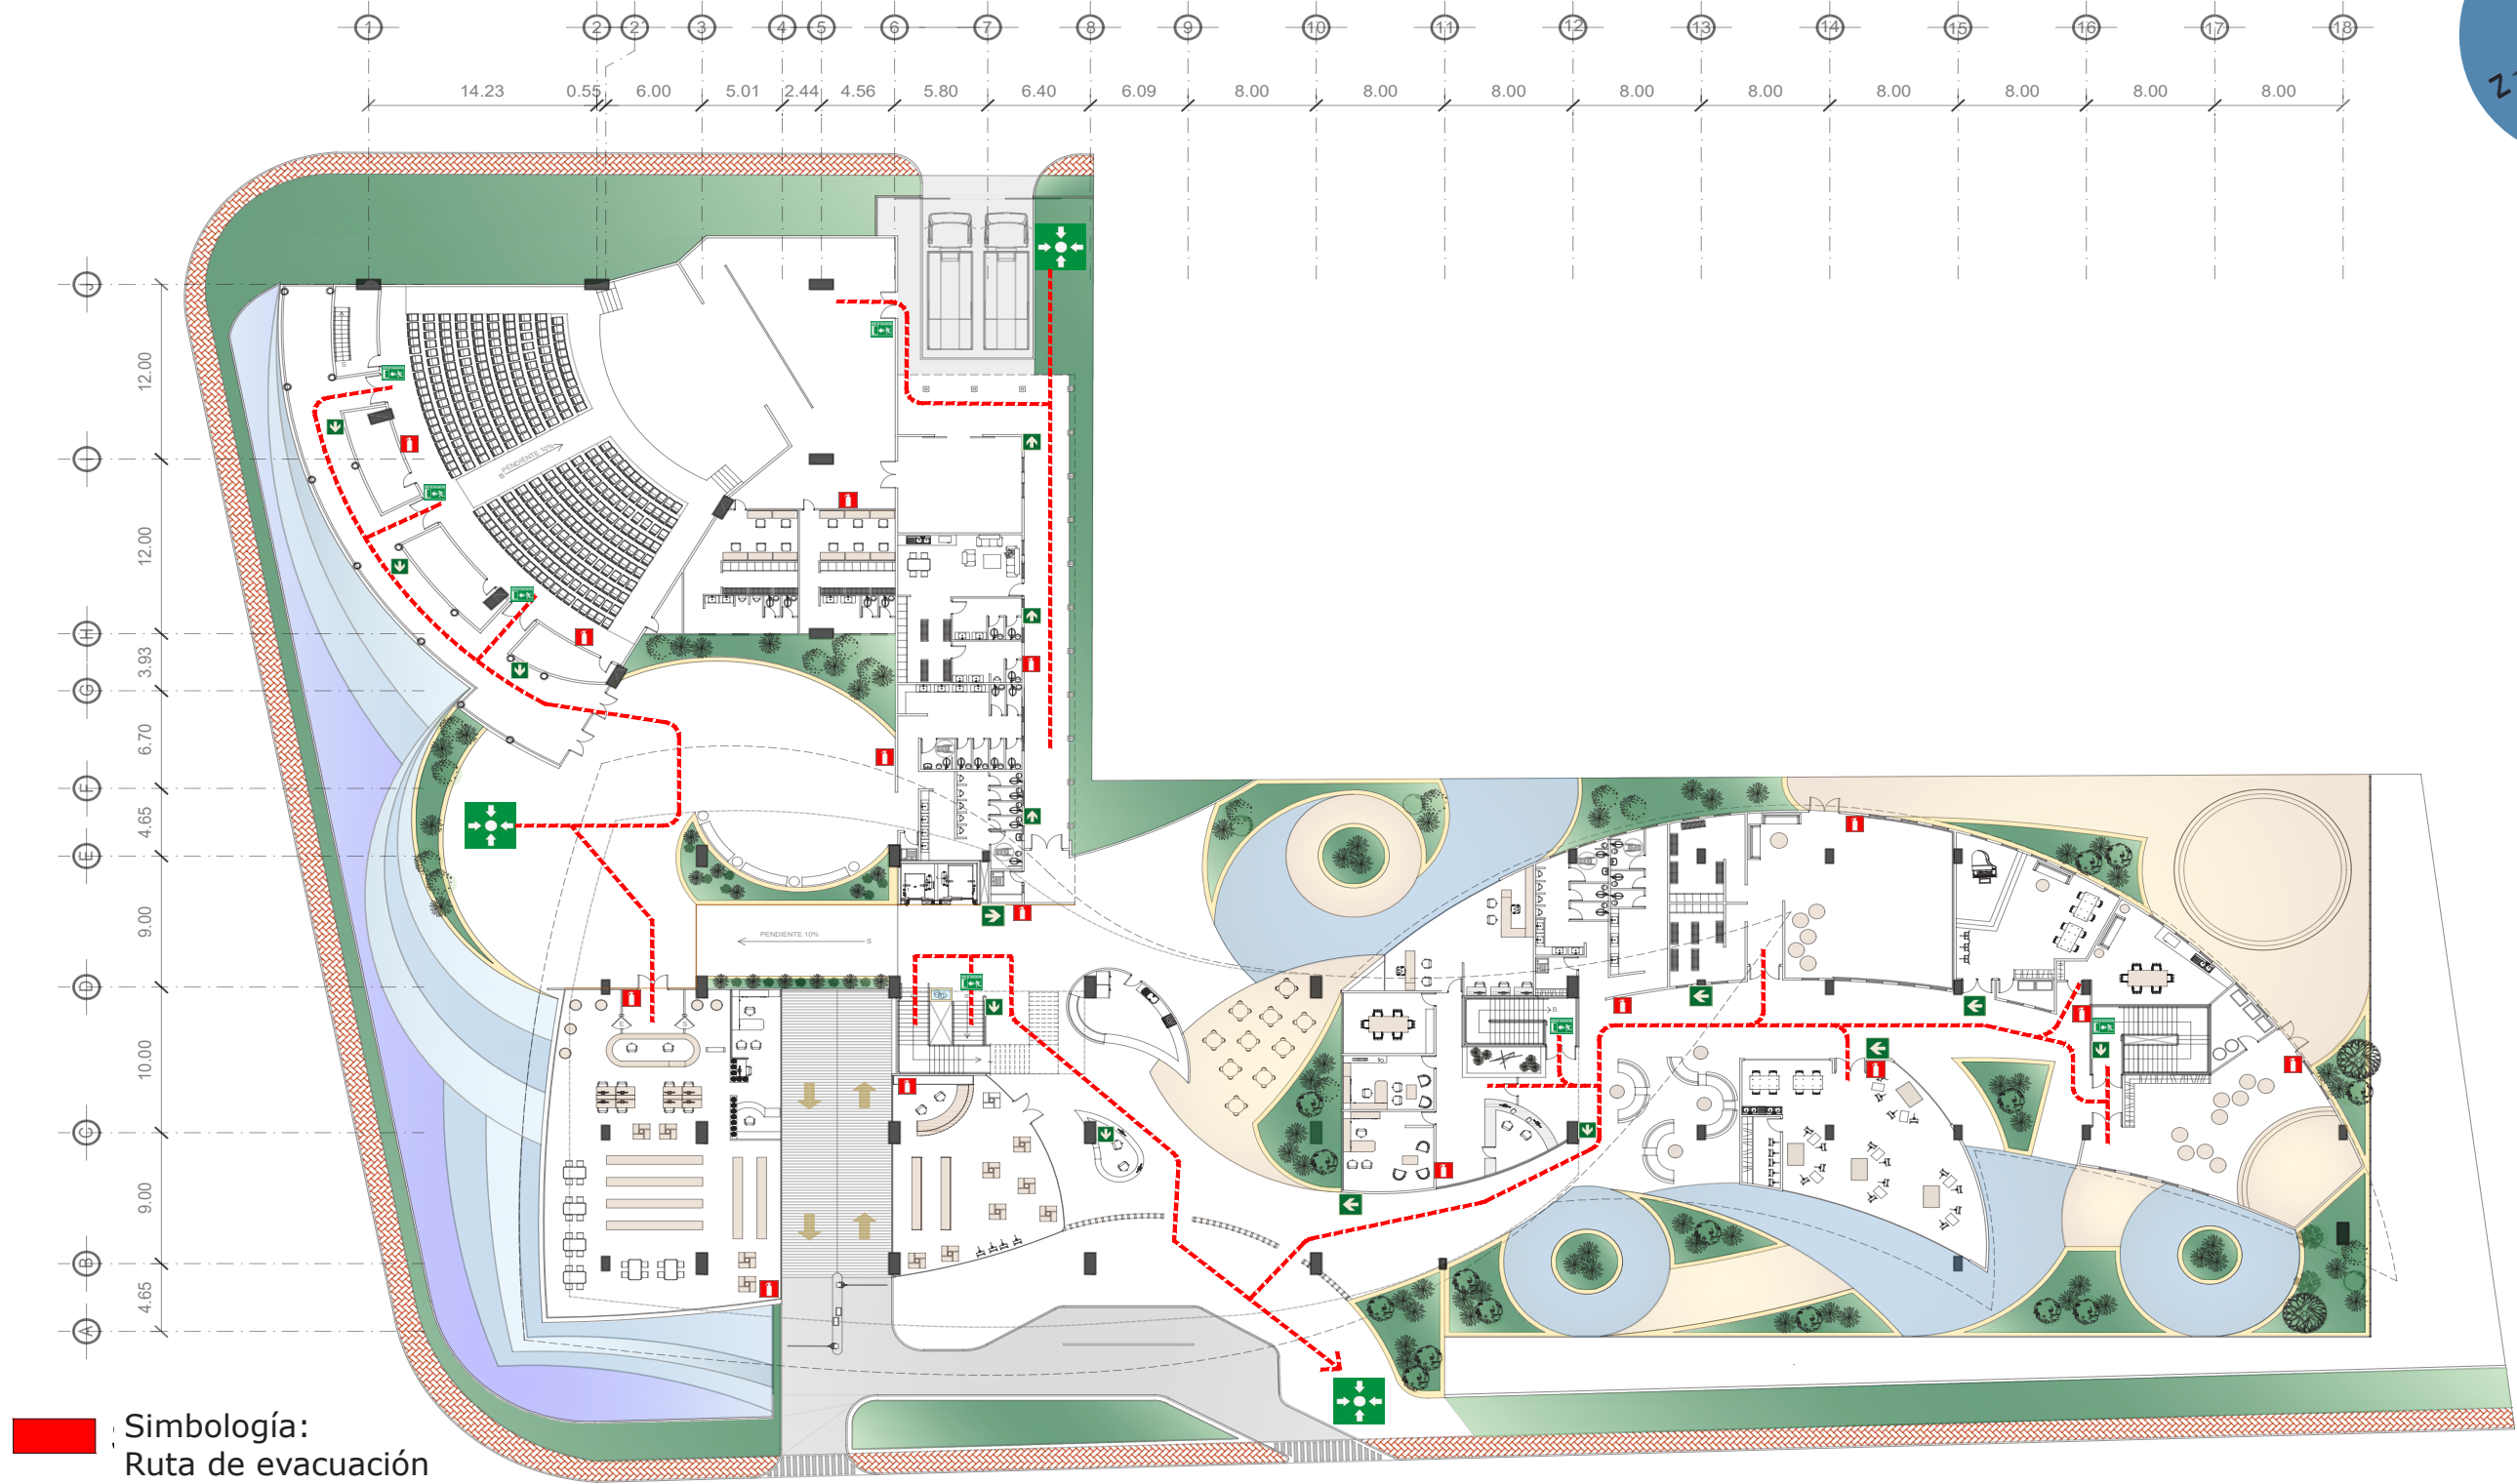 1 2 2' 3 4 5 6 7 8 9 10 11 12 13 14 15 16 17 18
14.23 0.55 6.00 5.01 2.44 4.56 5.80 6.40 6.09 8.00 8.00 8.00 8.00 8.00 8.00 8.00 8.00 8.00
Z
J
12.00
I
PENDIENTE 10%
S
12.00
H
3.93
G
6.70
F
4.65
E
9.00
PENDIENTE 10%
S
D
10.00
C
9.00
B
4.65
A
Simbología:
Ruta de evacuación